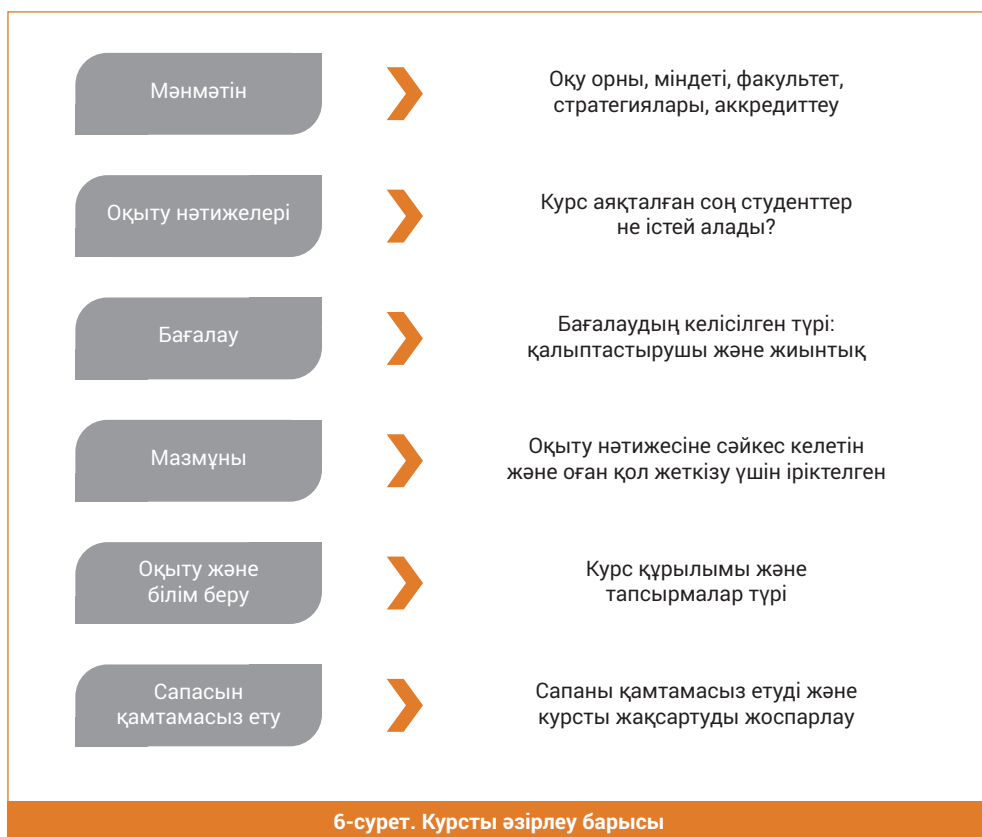 Мәнмәтін
Оқу орны, міндеті, факультет,
стратегиялары, аккредиттеу
Оқыту нәтижелері
Курс аяқталған соң студенттер
не істей алады?
Бағалау
Бағалаудың келісілген түрі:
қалыптастырушы және жиынтық
Мазмұны
Оқыту нәтижесіне сәйкес келетін
және оған қол жеткізу үшін іріктелген
Оқыту және
білім беру
Курс құрылымы және
тапсырмалар түрі
Сапасын
қамтамасыз ету
Сапаны қамтамасыз етуді және
курсты жақсартуды жоспарлау
6-сурет. Курсты әзірлеу барысы